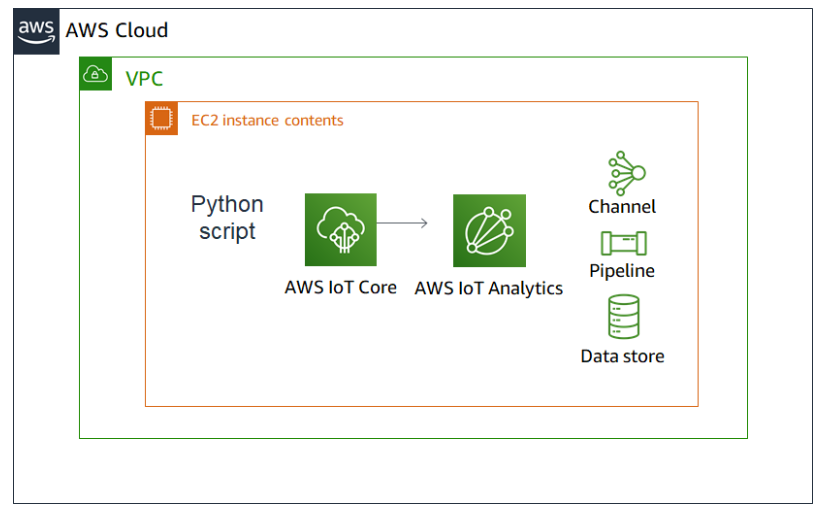 aws
AWS Cloud
VPC
EC2 instance contents
Python
script
AWS IoT Core
AWS IoT Analytics
Channel
Pipeline
Data store